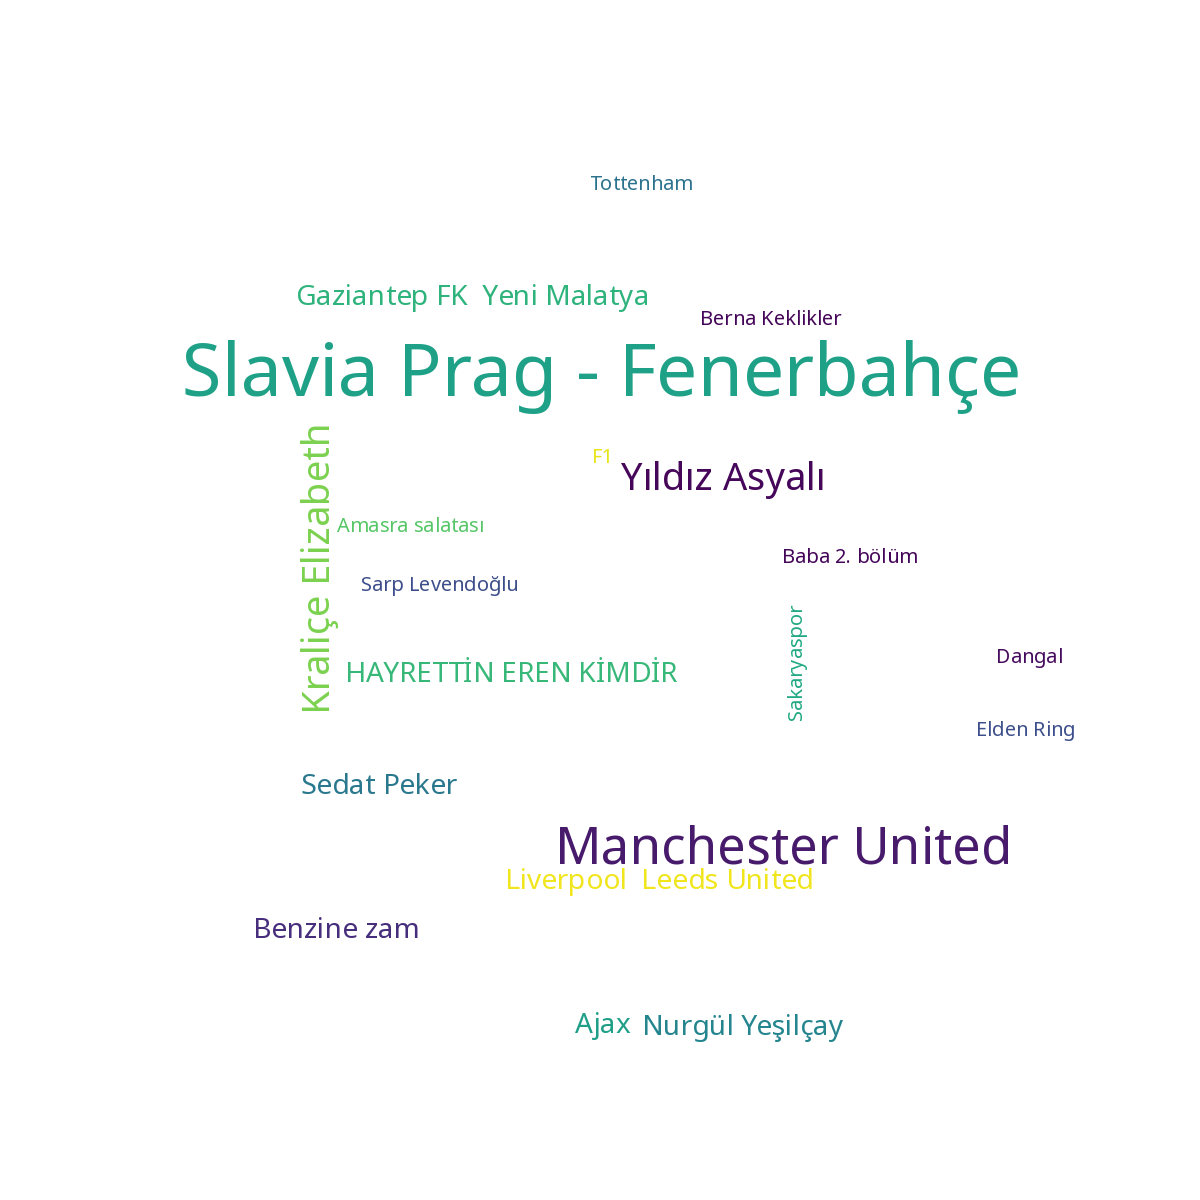 Tottenham
Gaziantep FK  Yeni Malatya
Berna Keklikler
Slavia Prag - Fenerbahçe
Kraliçe Elizabeth
F1
Yıldız Asyalı
Amasra salatası
Baba 2. bölüm
Sarp Levendoğlu
Sakaryaspor
Dangal
HAYRETTİN EREN KİMDİR
Elden Ring
Sedat Peker
Manchester United
Liverpool  Leeds United
Benzine zam
Ajax
Nurgül Yeşilçay